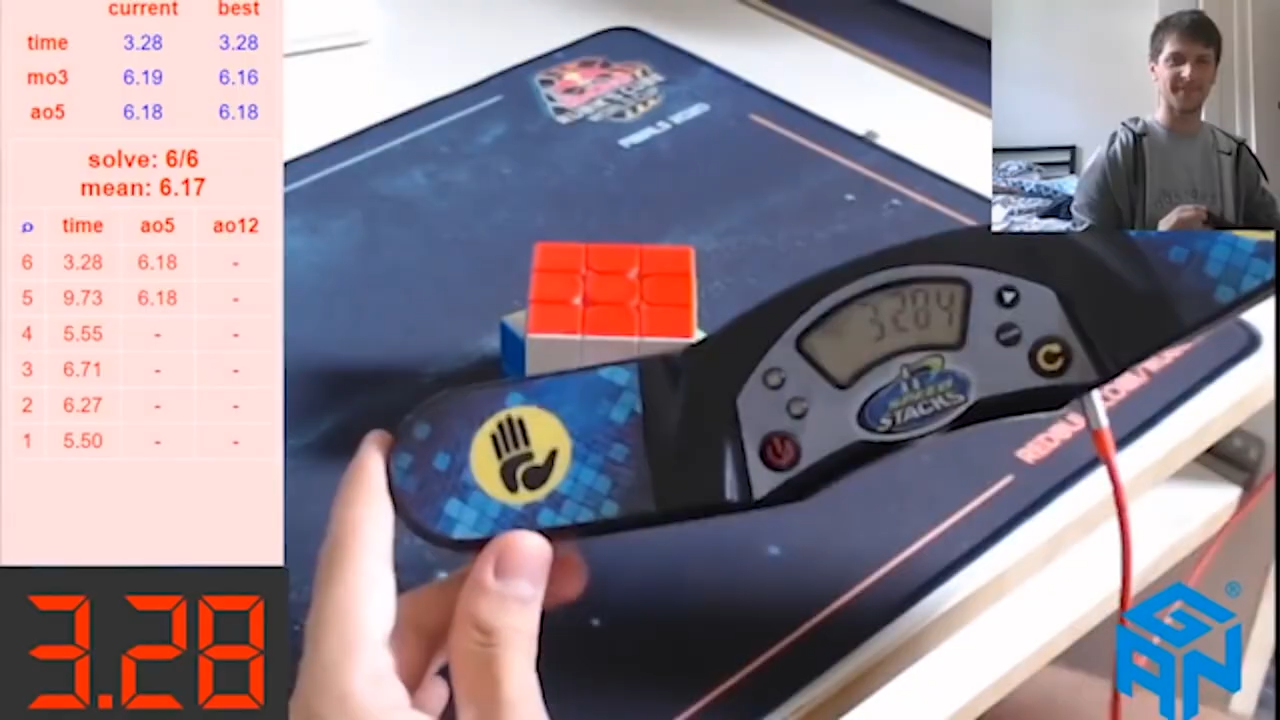 current best
time 3.28 3.28
mo3 6.19 6.16
ao5 6.18 6.18
solve: 6/6
mean: 6.17
time ao5 ao12
6 3.28 6.18 -
5 9.73 6.18 -
4 5.55 - -
3 6.71 - -
2 6.27 - -
1 5.50 - -
3.28
3.284
SPEED
STACKS
GAN
®